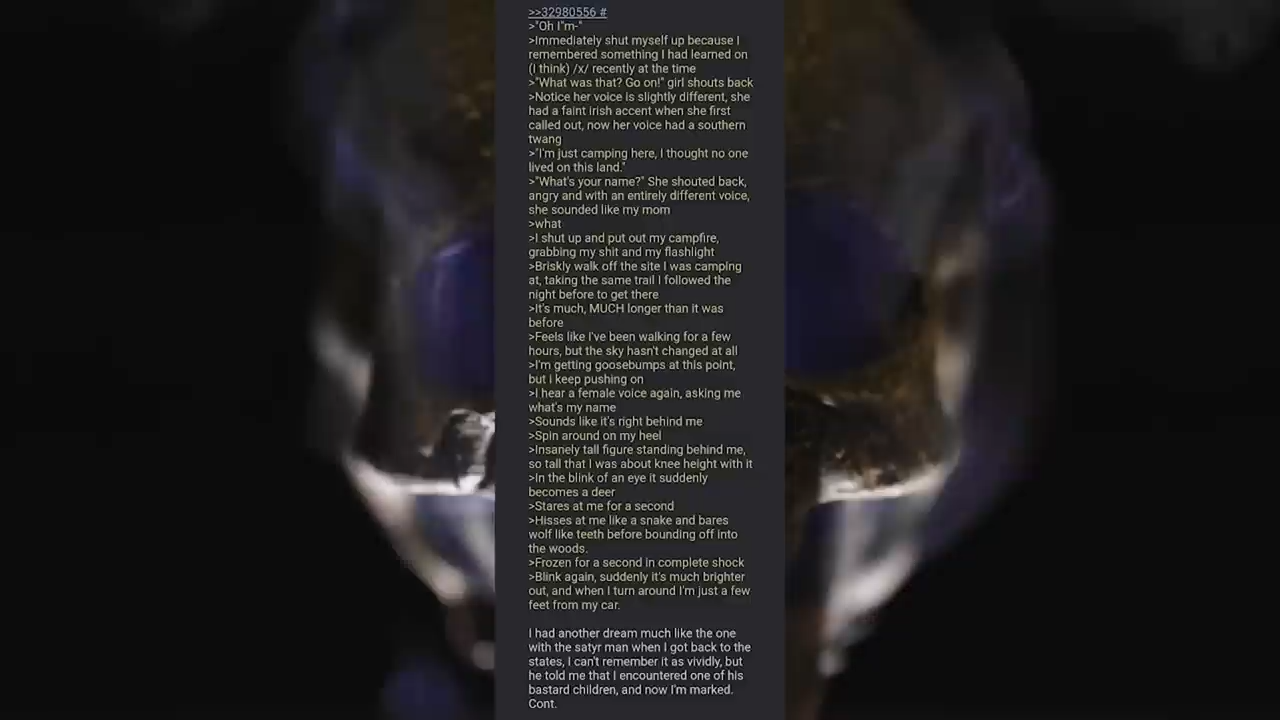 >>32980556 #
>"Oh I"m-"
>Immediately shut myself up because I
remembered something I had learned on
(i think) /x/ recently at the time
>"What was that? Go on!" girl shouts back
>Notice her voice is slightly different, she
had a faint irish accent when she first
called out, now her voice had a southern
twang
>"I'm just camping here, I thought no one
lived on this land."
>"What's your name?" She shouted back,
angry and with an entirely different voice,
she sounded like my mom
>what
>I shut up and put out my campfire,
grabbing my shit and my flashlight
>Briskly walk off the site I was camping
at, taking the same trail I followed the
night before to get there
>It's much, MUCH longer than it was
before
>Feels like I've been walking for a few
hours, but the sky hasn't changed at all
>I'm getting goosebumps at this point,
but i keep pushing on
>I hear a female voice again, asking me
what's my name
>Sounds like it's right behind me
>Spin around on my heel
>Insanely tall figure standing behind me,
so tall that I was about knee height with it
>In the blink of an eye it suddenly
becomes a deer
>Stares at me for a second
>Hisses at me like a snake and bares
wolf like teeth before bounding off into
the woods.
>Frozen for a second in complete shock
>Blink again, suddenly it's much brighter
out, and when I turn around I'm just a few
feet from my car.
I had another dream much like the one
with the satyr man when I got back to the
states, I can't remember it as vividly, but
he told me that I encountered one of his
bastard children, and now I'm marked.
Cont.